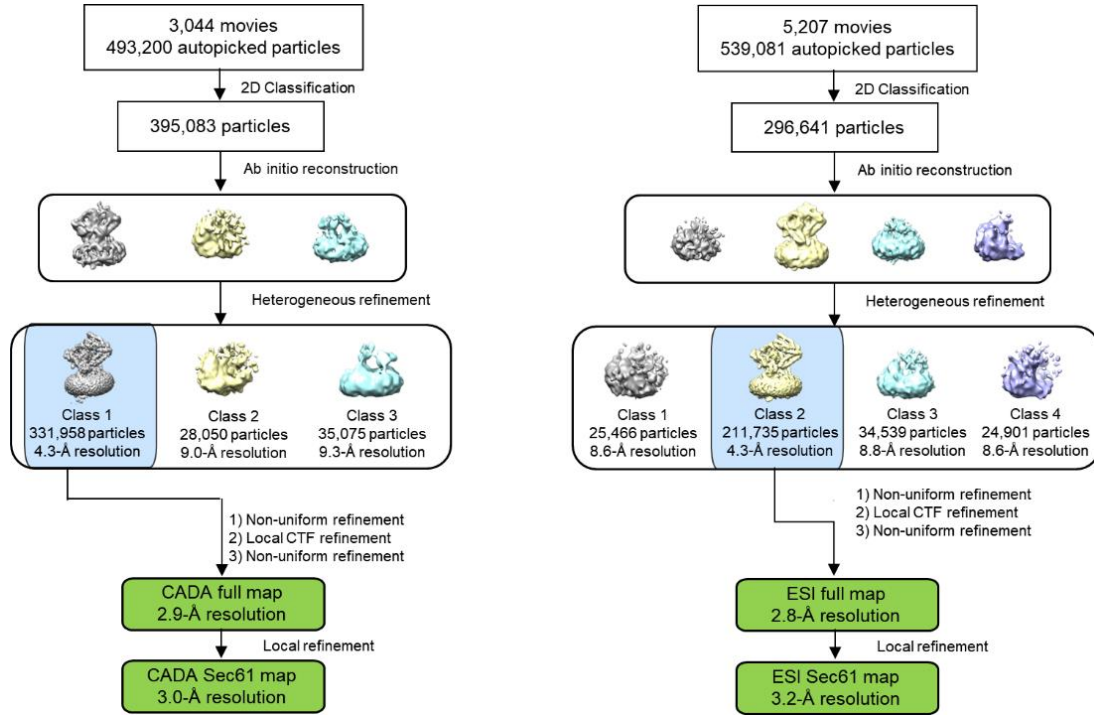 3,044 movies
493,200 autopicked particles
2D Classification
395,083 particles
Ab initio reconstruction
Heterogeneous refinement
Class 1
331,958 particles
4.3-Å resolution
Class 2
28,050 particles
9.0-Å resolution
Class 3
35,075 particles
9.3-Å resolution
1) Non-uniform refinement
2) Local CTF refinement
3) Non-uniform refinement
CADA full map
2.9-Å resolution
Local refinement
CADA Sec61 map
3.0-Å resolution
5,207 movies
539,081 autopicked particles
2D Classification
296,641 particles
Ab initio reconstruction
Heterogeneous refinement
Class 1
25,466 particles
8.6-Å resolution
Class 2
211,735 particles
4.3-Å resolution
Class 3
34,539 particles
8.8-Å resolution
Class 4
24,901 particles
8.6-Å resolution
1) Non-uniform refinement
2) Local CTF refinement
3) Non-uniform refinement
ESI full map
2.8-Å resolution
Local refinement
ESI Sec61 map
3.2-Å resolution